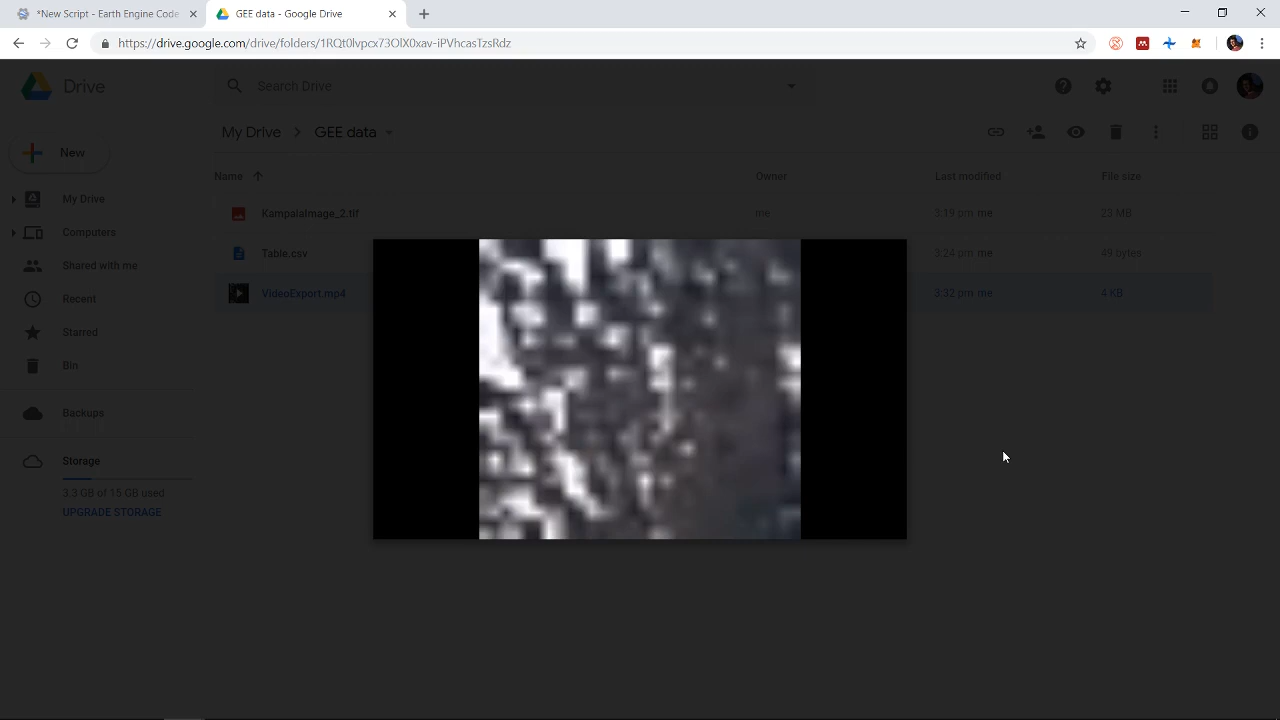 *New Script - Earth Engine Code
GEE data - Google Drive
https://drive.google.com/drive/folders/1RQt0lvpcx73OlX0xav-iPVhcasTzsRdz
Drive
Search Drive
My Drive
GEE data
New
Name
Owner
Last modified
File size
My Drive
KampalaImage_2.tif
me
3:19 pm me
23 MB
Computers
Table.csv
3:24 pm me
49 bytes
Shared with me
VideoExport.mp4
3:32 pm me
4 KB
Recent
Starred
Bin
Backups
Storage
3.3 GB of 15 GB used
UPGRADE STORAGE